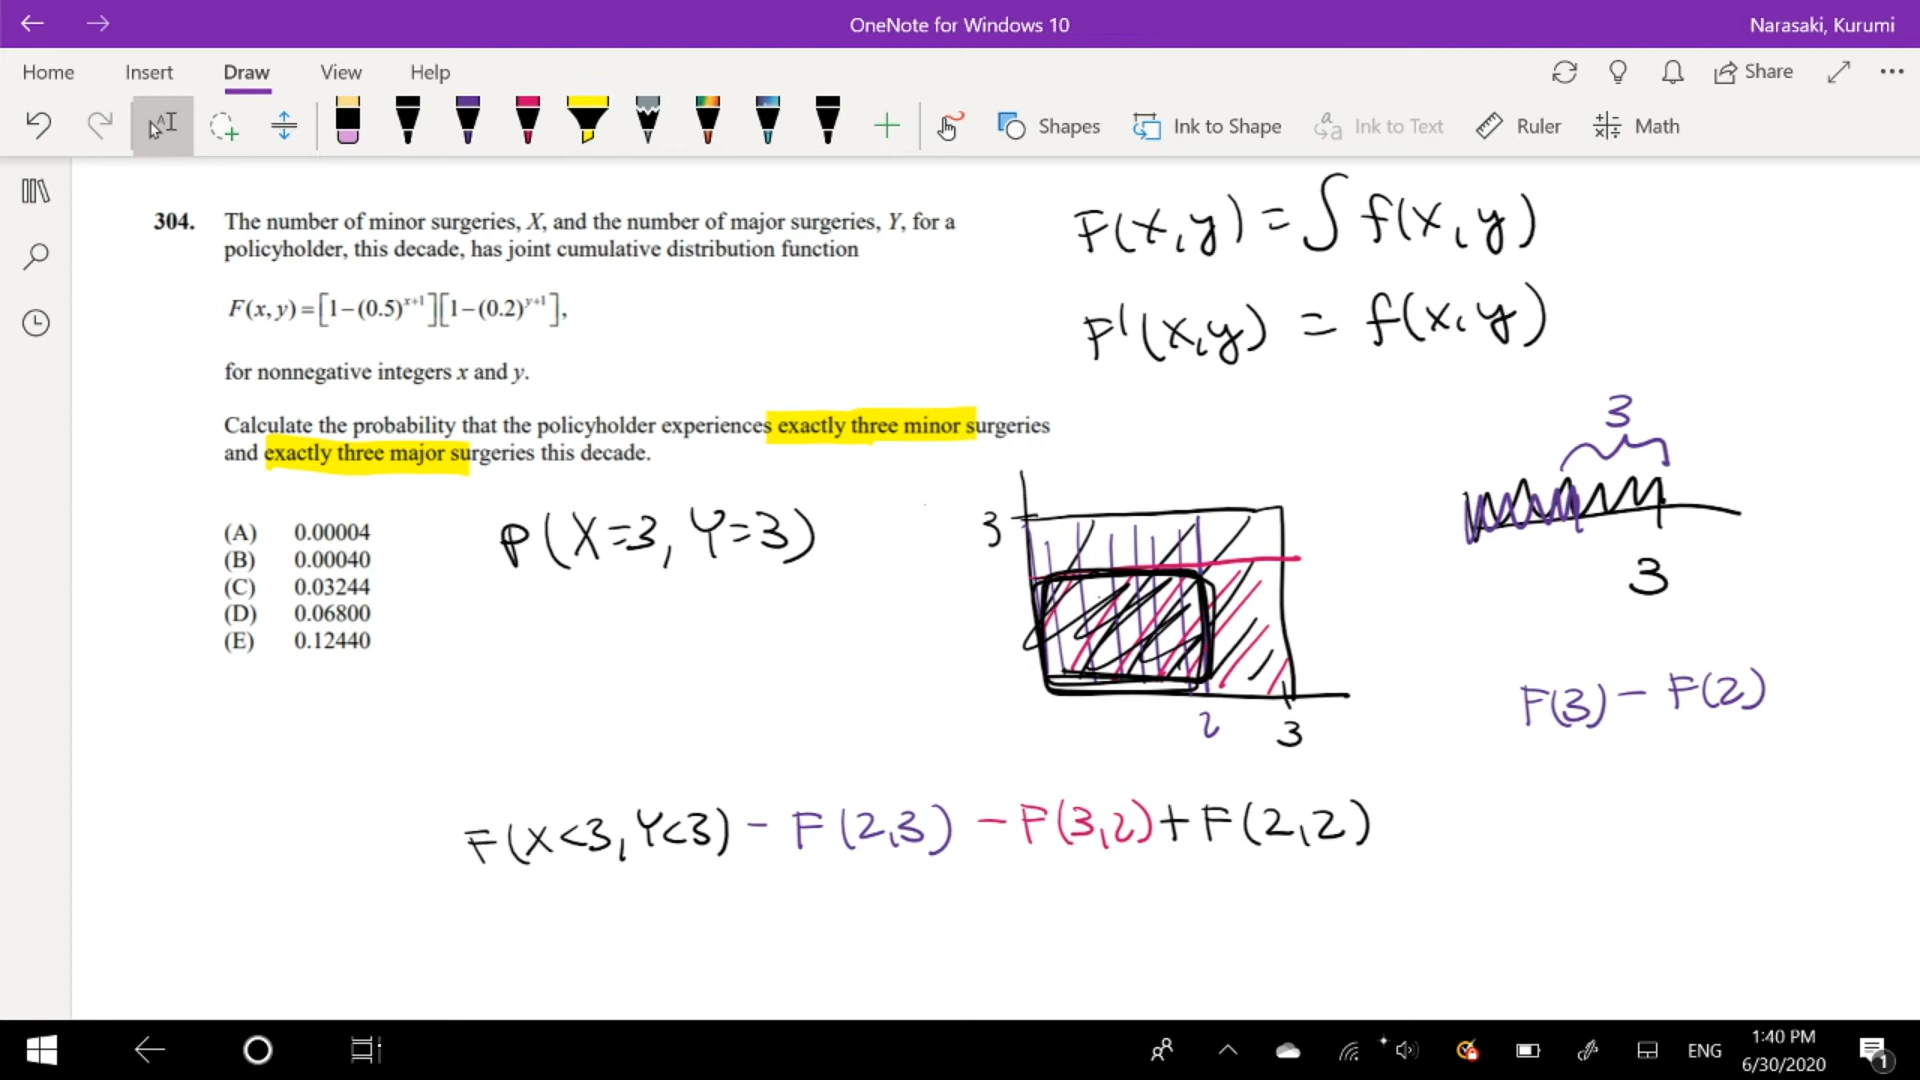 OneNote for Windows 10
Narasaki, Kurumi
Home Insert Draw View Help
Share
Shapes Ink to Shape Ink to Text Ruler Math
304. The number of minor surgeries, X, and the number of major surgeries, Y, for a
policyholder, this decade, has joint cumulative distribution function
F(x, y) = [1−(0.5)^{x+1}][1−(0.2)^{y+1}],
for nonnegative integers x and y.
Calculate the probability that the policyholder experiences exactly three minor surgeries
and exactly three major surgeries this decade.
(A) 0.00004
(B) 0.00040
(C) 0.03244
(D) 0.06800
(E) 0.12440
F(x,y) = ∫ f(x,y)
F'(x,y) = f(x,y)
P(X=3, Y=3)
3
2
3
3
3
F(3) − F(2)
F(X<3, Y<3) − F(2,3) − F(3,2) + F(2,2)
ENG
1:40 PM
6/30/2020
1